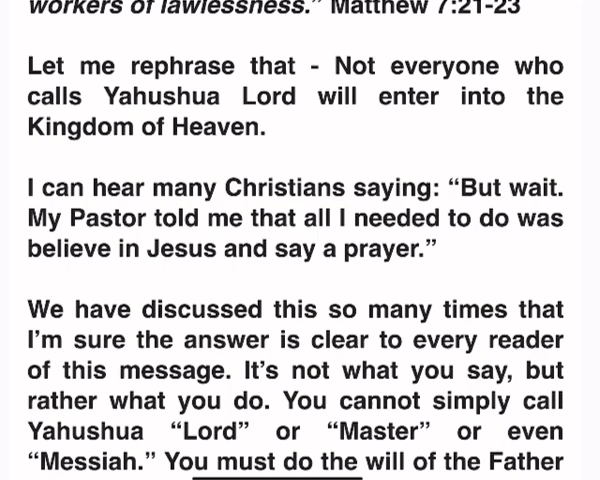 workers of lawlessness.” Matthew 7:21-23
Let me rephrase that - Not everyone who
calls Yahushua Lord will enter into the
Kingdom of Heaven.
I can hear many Christians saying: “But wait.
My Pastor told me that all I needed to do was
believe in Jesus and say a prayer.”
We have discussed this so many times that
I’m sure the answer is clear to every reader
of this message. It’s not what you say, but
rather what you do. You cannot simply call
Yahushua “Lord” or “Master” or even
“Messiah.” You must do the will of the Father